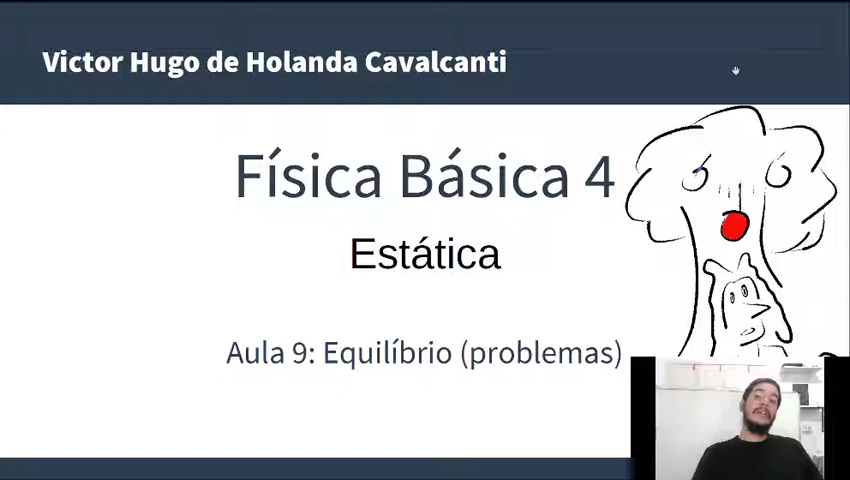 Victor Hugo de Holanda Cavalcanti
Física Básica 4
Estática
Aula 9: Equilíbrio (problemas)